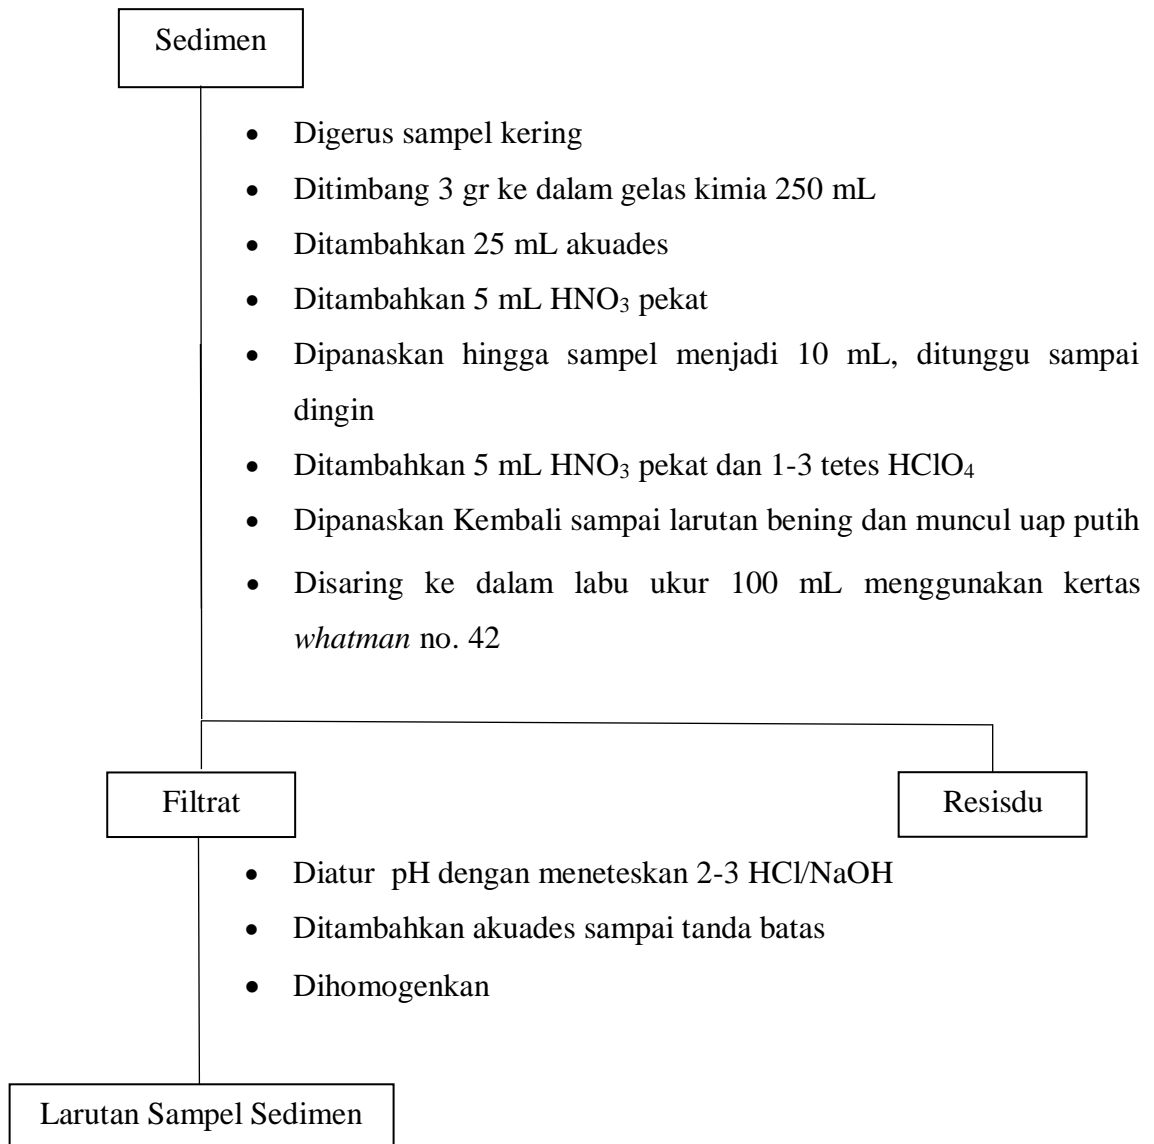 Sedimen
• Digerus sampel kering
• Ditimbang 3 gr ke dalam gelas kimia 250 mL
• Ditambahkan 25 mL akuades
• Ditambahkan 5 mL HNO₃ pekat
• Dipanaskan hingga sampel menjadi 10 mL, ditunggu sampai
dingin
• Ditambahkan 5 mL HNO₃ pekat dan 1-3 tetes HClO₄
• Dipanaskan Kembali sampai larutan bening dan muncul uap putih
• Disaring ke dalam labu ukur 100 mL menggunakan kertas
whatman no. 42
Filtrat
Resisdu
• Diatur pH dengan meneteskan 2-3 HCl/NaOH
• Ditambahkan akuades sampai tanda batas
• Dihomogenkan
Larutan Sampel Sedimen